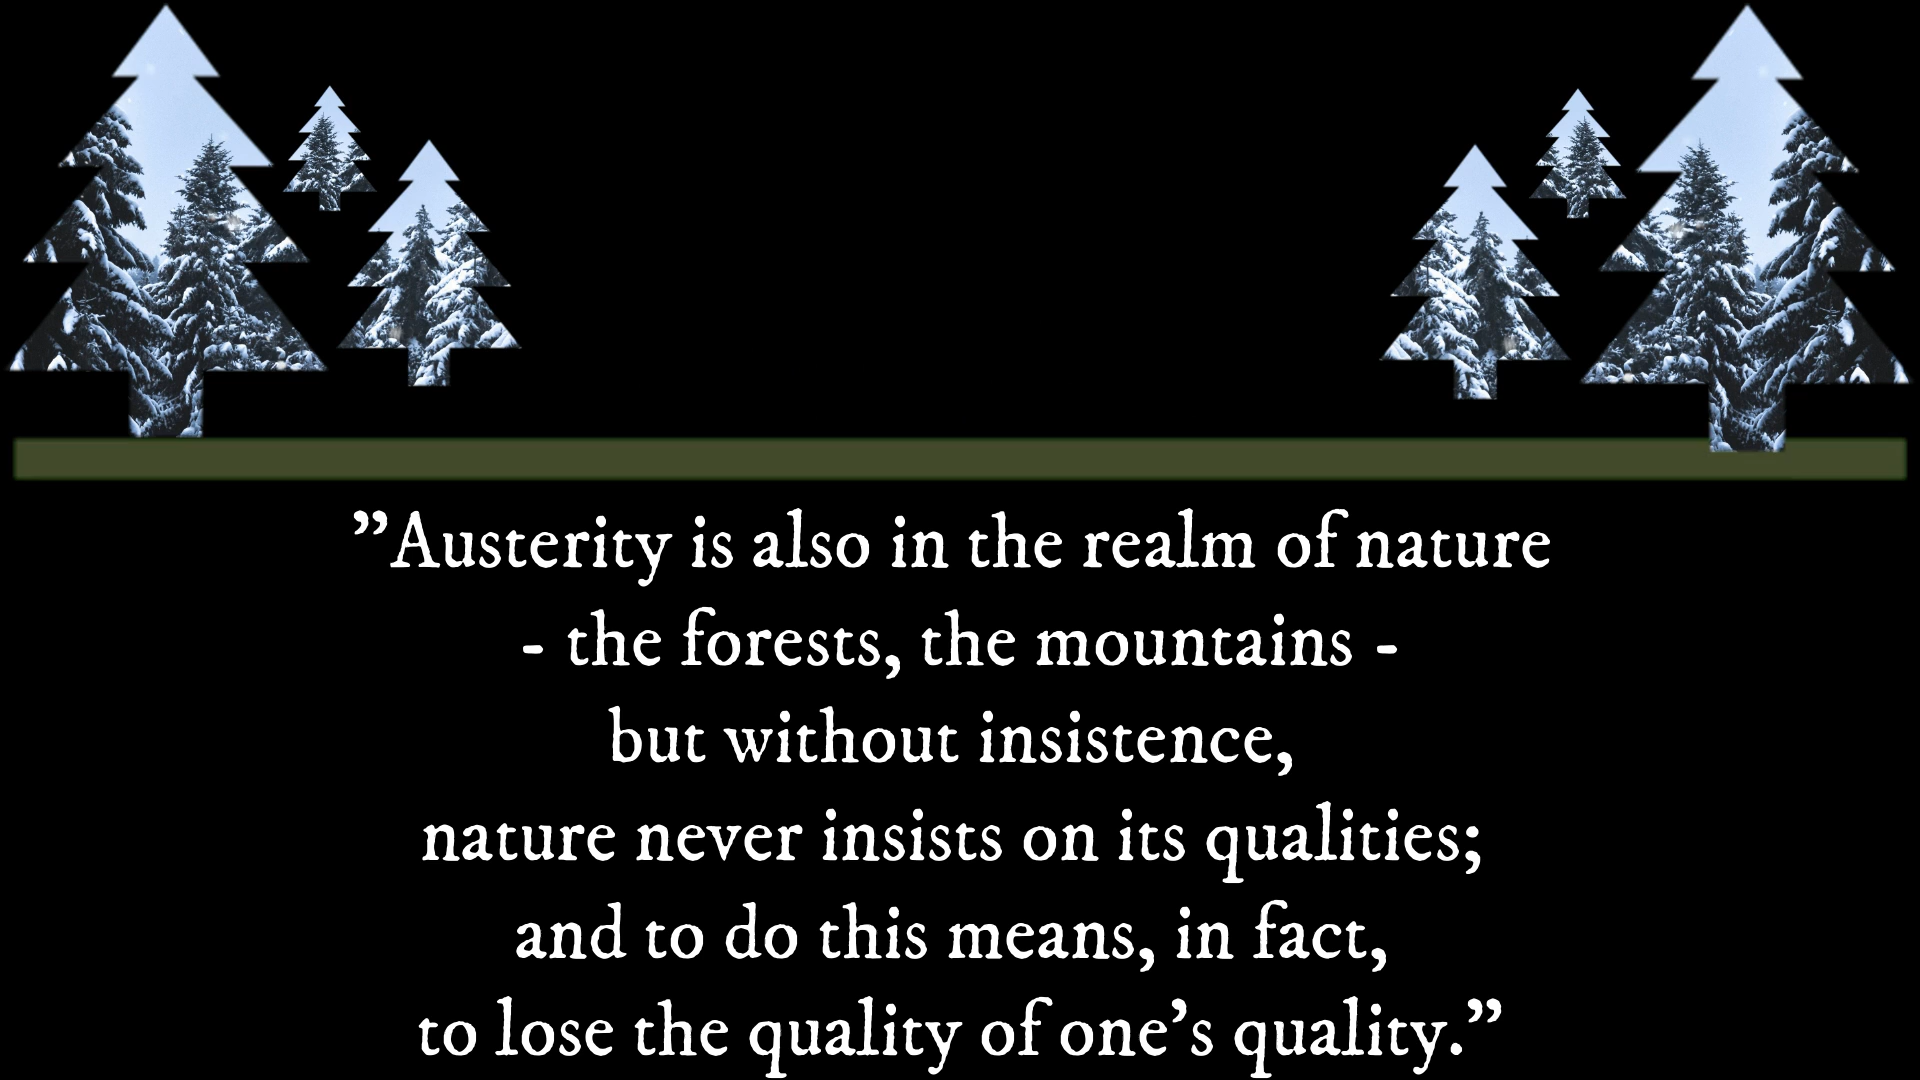 ”Austerity is also in the realm of nature
- the forests, the mountains -
but without insistence,
nature never insists on its qualities;
and to do this means, in fact,
to lose the quality of one’s quality.”